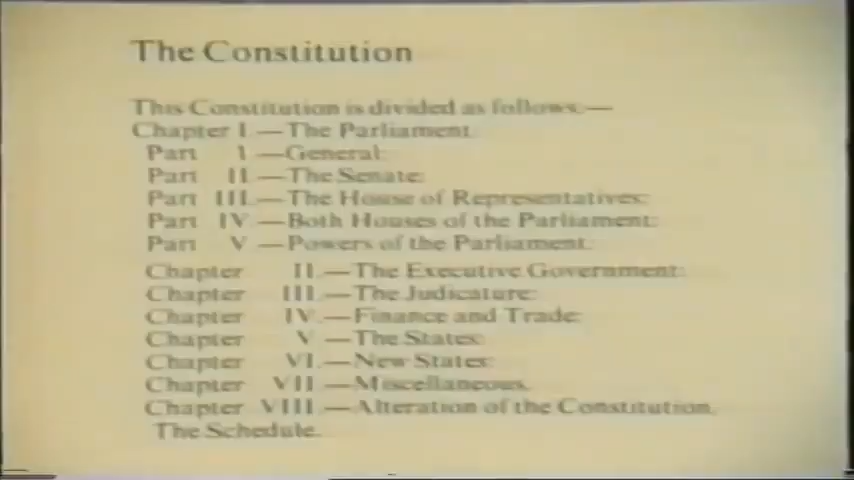 The Constitution
This Constitution is divided as follows:—
Chapter I.—The Parliament.
Part I.—General:
Part II.—The Senate:
Part III.—The House of Representatives:
Part IV.—Both Houses of the Parliament:
Part V.—Powers of the Parliament:
Chapter II.—The Executive Government:
Chapter III.—The Judicature:
Chapter IV.—Finance and Trade:
Chapter V.—The States:
Chapter VI.—New States:
Chapter VII.—Miscellaneous.
Chapter VIII.—Alteration of the Constitution.
The Schedule.